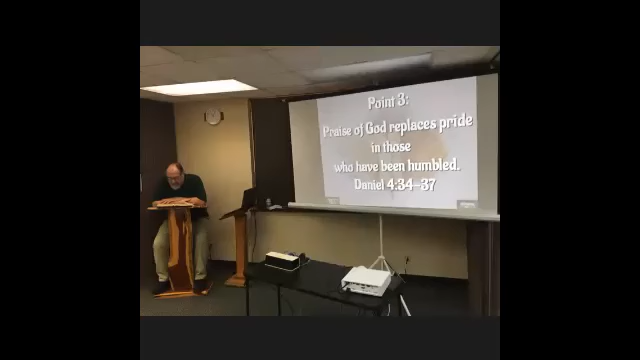 Point 3:
Praise of God replaces pride
in those
who have been humbled.
Daniel 4:34-37